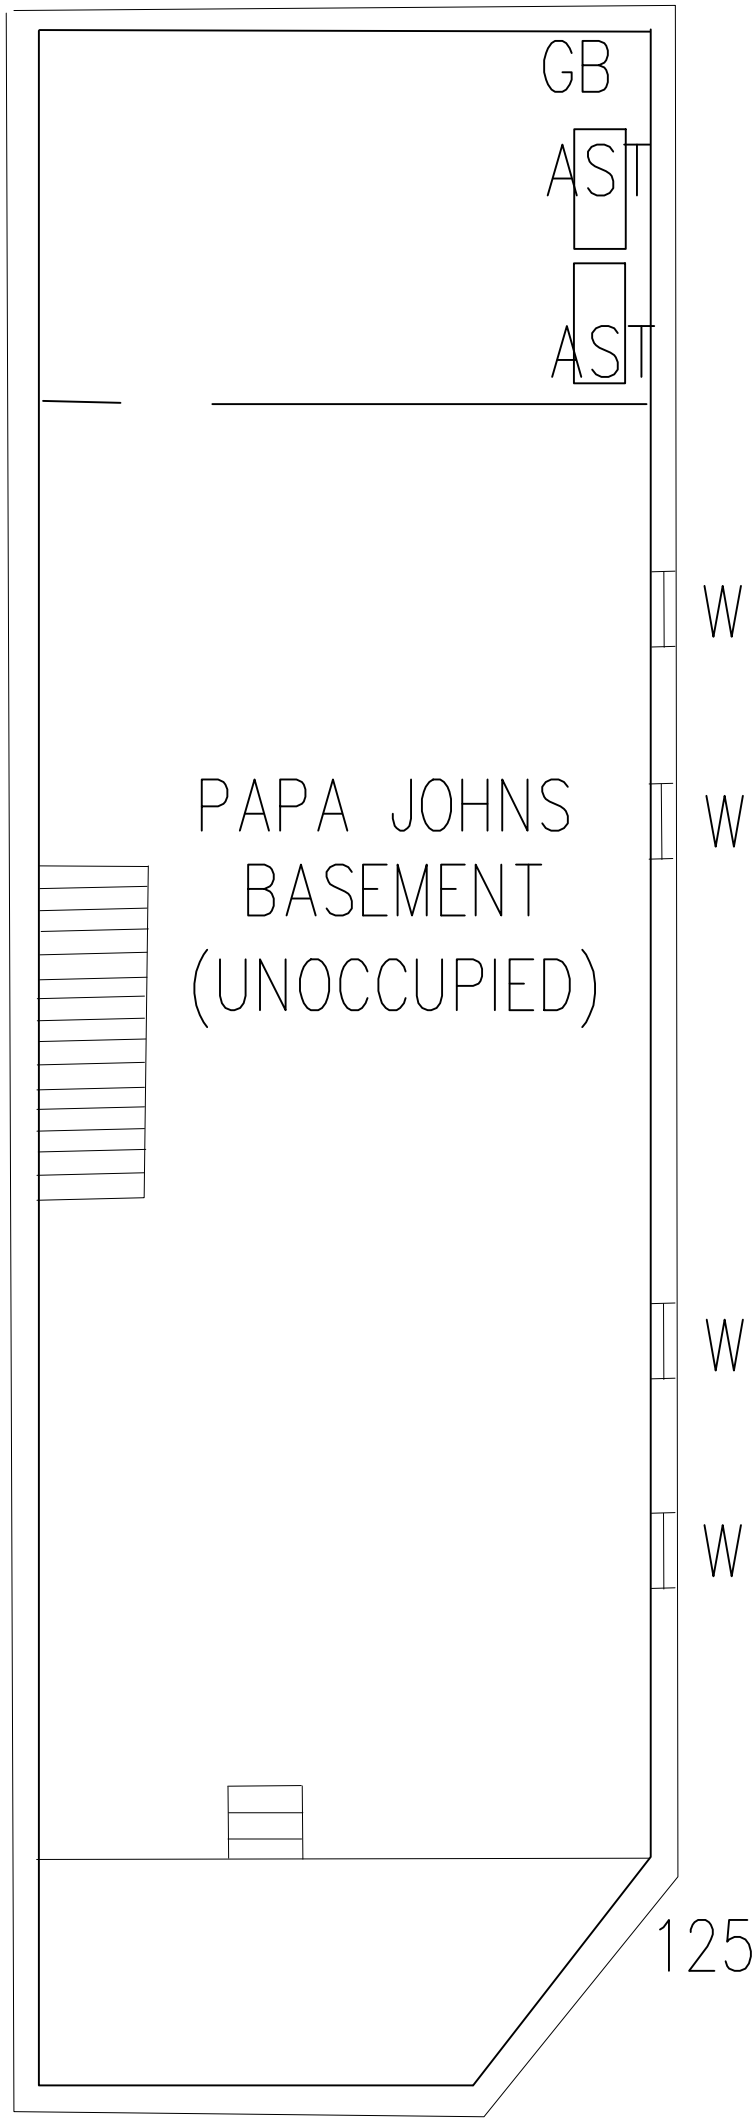 GB
AST
AST
W
PAPA JOHNS
W
BASEMENT
(UNOCCUPIED)
W
W
125